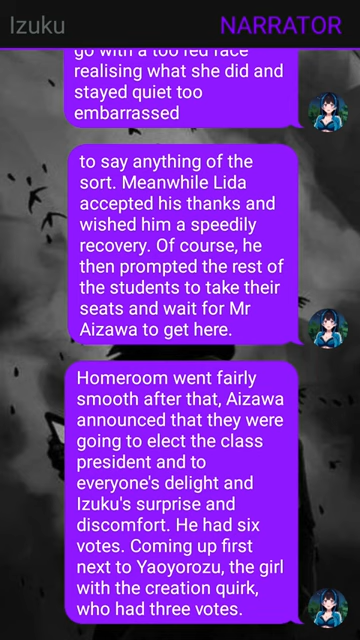 Izuku NARRATOR
go with a too red face
realising what she did and
stayed quiet too
embarrassed
to say anything of the
sort. Meanwhile Lida
accepted his thanks and
wished him a speedily
recovery. Of course, he
then prompted the rest of
the students to take their
seats and wait for Mr
Aizawa to get here.
Homeroom went fairly
smooth after that, Aizawa
announced that they were
going to elect the class
president and to
everyone's delight and
Izuku's surprise and
discomfort. He had six
votes. Coming up first
next to Yaoyorozu, the girl
with the creation quirk,
who had three votes.